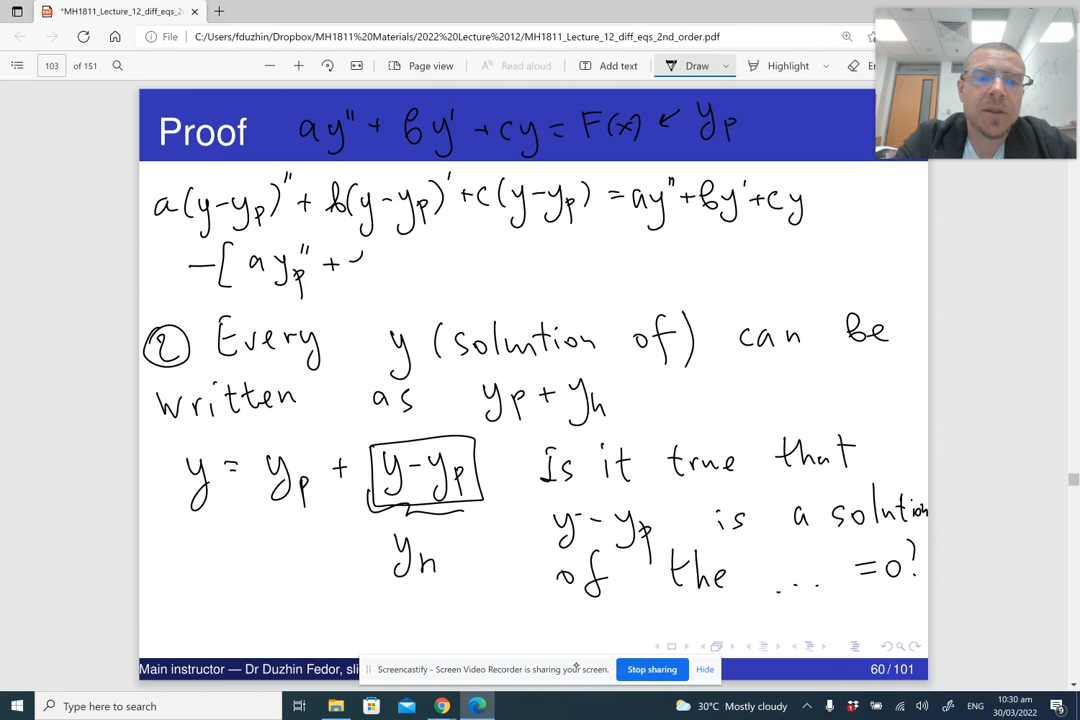 *MH1811_Lecture_12_diff_eqs_2nd_
File
C:/Users/fduzhin/Dropbox/MH1811%20Materials/2022%20Lecture%2012/MH1811_Lecture_12_diff_eqs_2nd_order.pdf
103 of 151
Page view
Read aloud
Add text
Draw
Highlight
Proof ay" + by' + cy = F(x) ← yp
a(y-yp)" + b(y-yp)' + c(y-yp) = ay" + by' + cy
-[ayp" +
② Every y (solution of) can be
written as yp + yh
y = yp + y-yp
yh
Is it true that
y - yp is a solution
of the ... = 0?
Main instructor — Dr Duzhin Fedor, sli
60 / 101
Screencastify - Screen Video Recorder is sharing your screen.
Stop sharing
Hide
Type here to search
30°C Mostly cloudy
ENG
10:30 am
30/03/2022